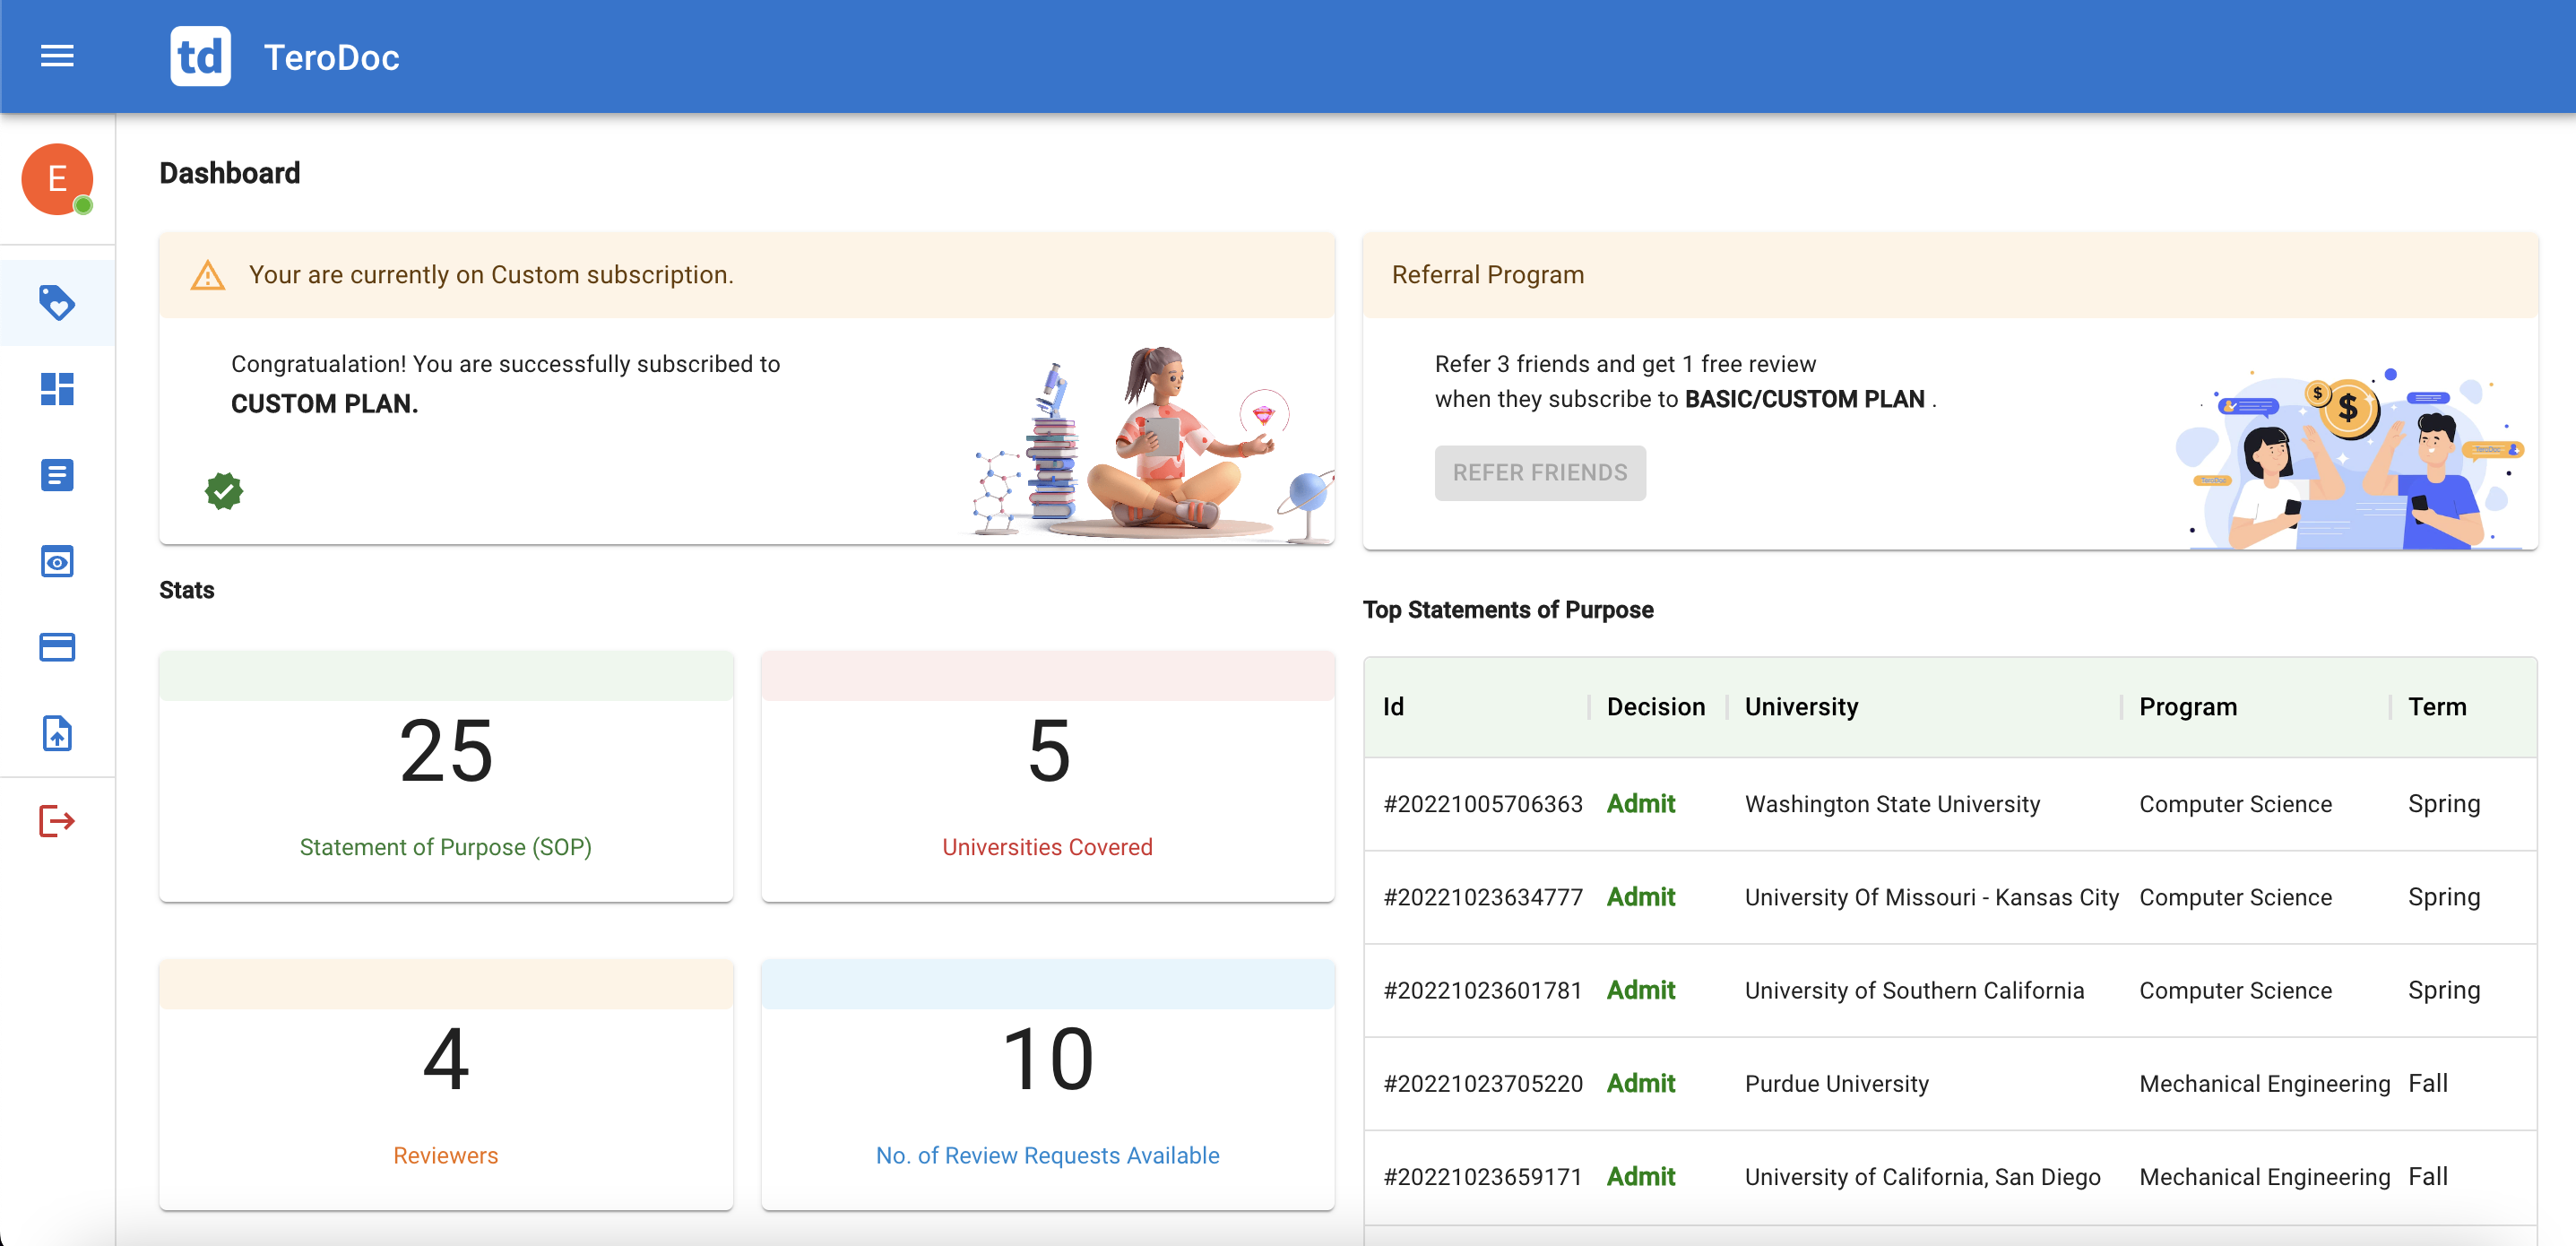 td TeroDoc
E
Dashboard
Your are currently on Custom subscription.
Congratualation! You are successfully subscribed to
CUSTOM PLAN.
Referral Program
Refer 3 friends and get 1 free review
when they subscribe to BASIC/CUSTOM PLAN .
REFER FRIENDS
$ $
TeroDoc
TeroDoc
Stats
25
Statement of Purpose (SOP)
5
Universities Covered
4
Reviewers
10
No. of Review Requests Available
Top Statements of Purpose
Id Decision University Program Term
#20221005706363 Admit Washington State University Computer Science Spring
#20221023634777 Admit University Of Missouri - Kansas City Computer Science Spring
#20221023601781 Admit University of Southern California Computer Science Spring
#20221023705220 Admit Purdue University Mechanical Engineering Fall
#20221023659171 Admit University of California, San Diego Mechanical Engineering Fall